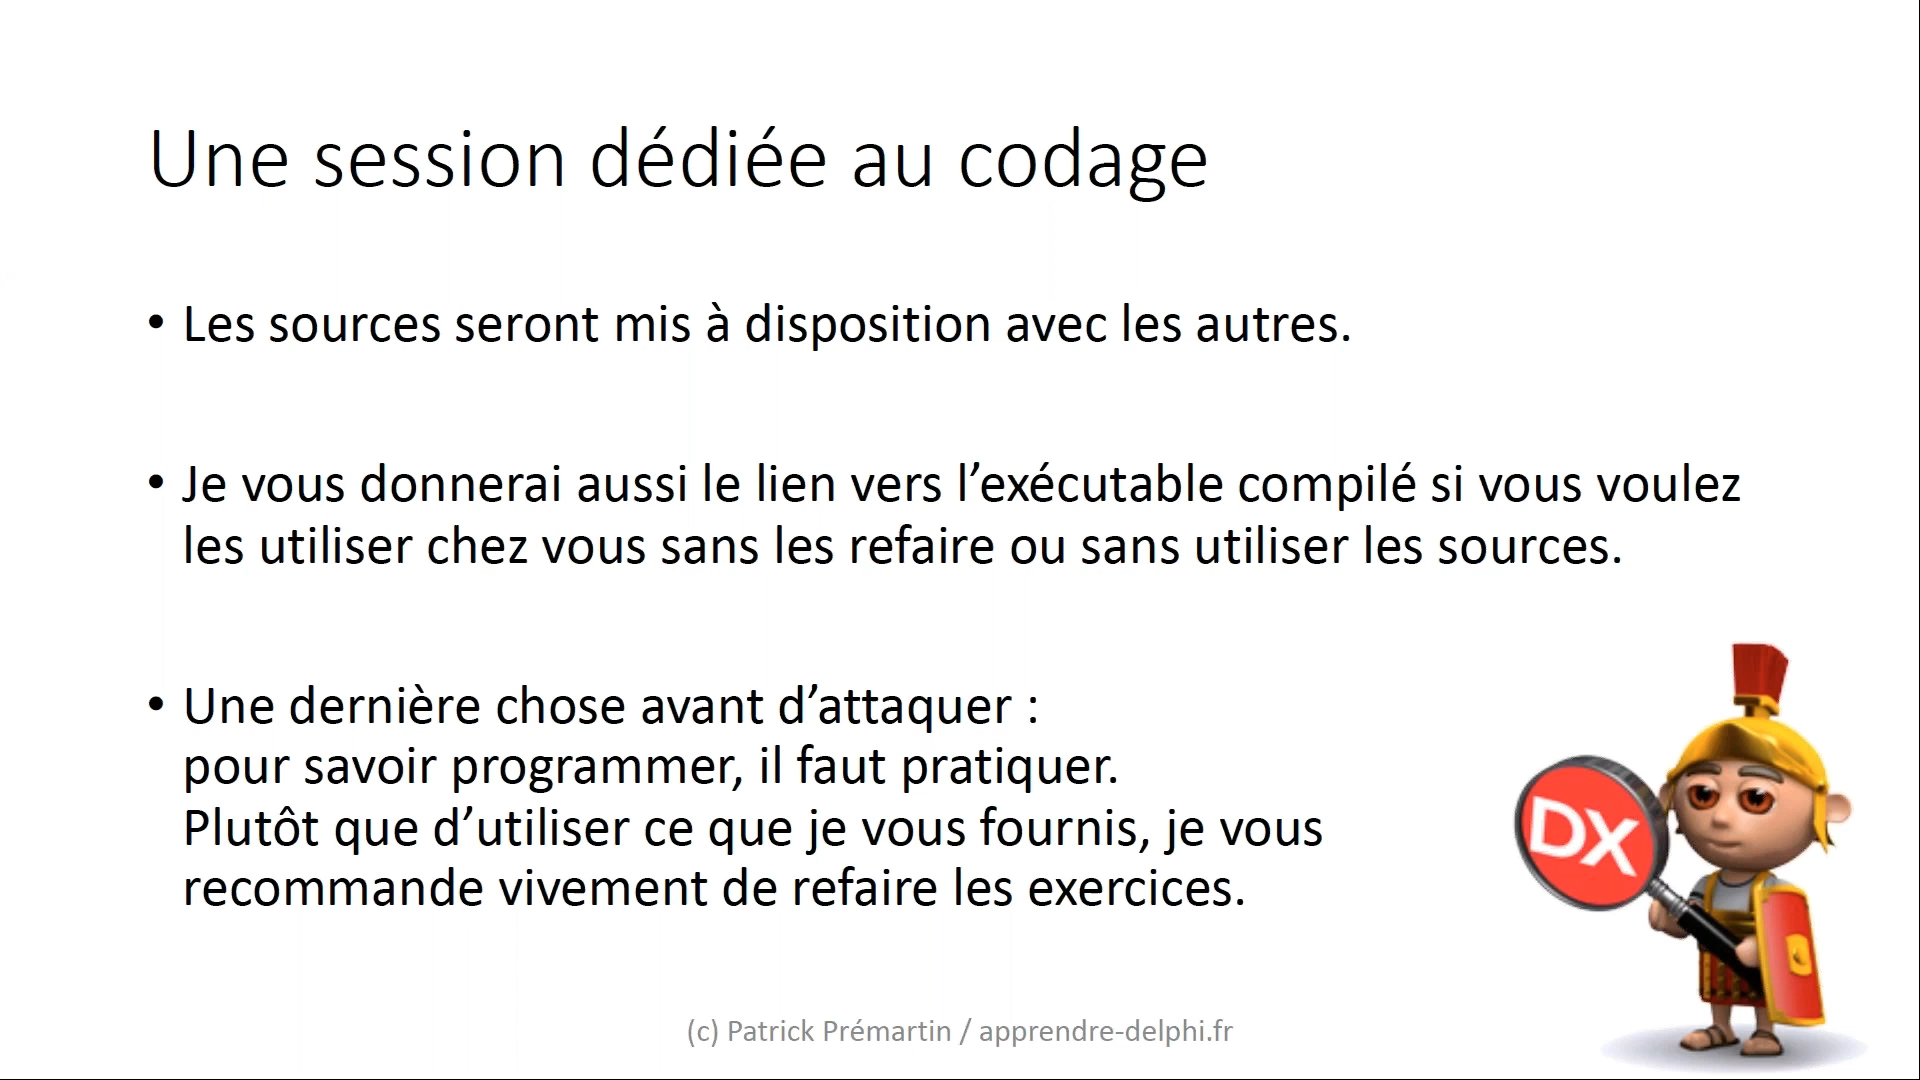 Une session dédiée au codage
• Les sources seront mis à disposition avec les autres.
• Je vous donnerai aussi le lien vers l’exécutable compilé si vous voulez
les utiliser chez vous sans les refaire ou sans utiliser les sources.
• Une dernière chose avant d’attaquer :
pour savoir programmer, il faut pratiquer.
Plutôt que d’utiliser ce que je vous fournis, je vous
recommande vivement de refaire les exercices.
DX
(c) Patrick Prémartin / apprendre-delphi.fr